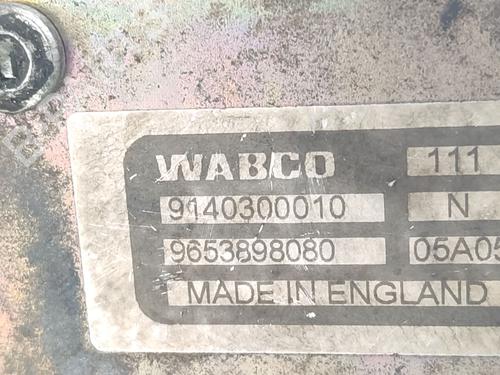 WABCO 111
9140300010 N
9653898080 05A05
MADE IN ENGLAND